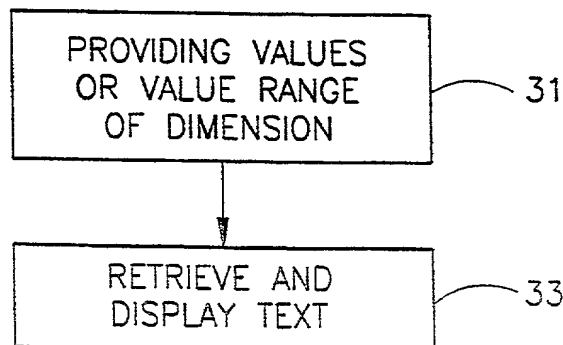 PROVIDING VALUES
OR VALUE RANGE
OF DIMENSION
31
RETRIEVE AND
DISPLAY TEXT
33